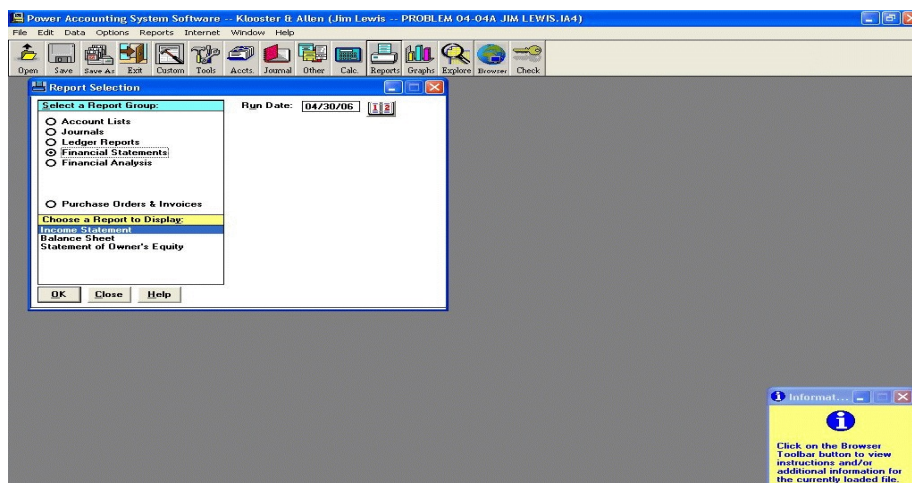 Power Accounting System Software -- Klooster & Allen (Jim Lewis -- PROBLEM 04-04A JIM LEWIS.IA4)
File Edit Data Options Reports Internet Window Help
Open Save Save As Exit Custom Tools Accts. Journal Other Calc. Reports Graphs Explore Browser Check
Report Selection
Select a Report Group:
Run Date: 04/30/06
Account Lists
Journals
Ledger Reports
Financial Statements
Financial Analysis
Purchase Orders & Invoices
Choose a Report to Display:
Income Statement
Balance Sheet
Statement of Owner's Equity
OK Close Help
Informat...
Click on the Browser
Toolbar button to view
instructions and/or
additional information for
the currently loaded file.